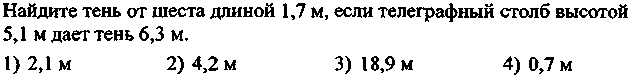 Найдите тень от шеста длиной 1,7 м, если телеграфный столб высотой
5,1 м дает тень 6,3 м.
1) 2,1 м 2) 4,2 м 3) 18,9 м 4) 0,7 м